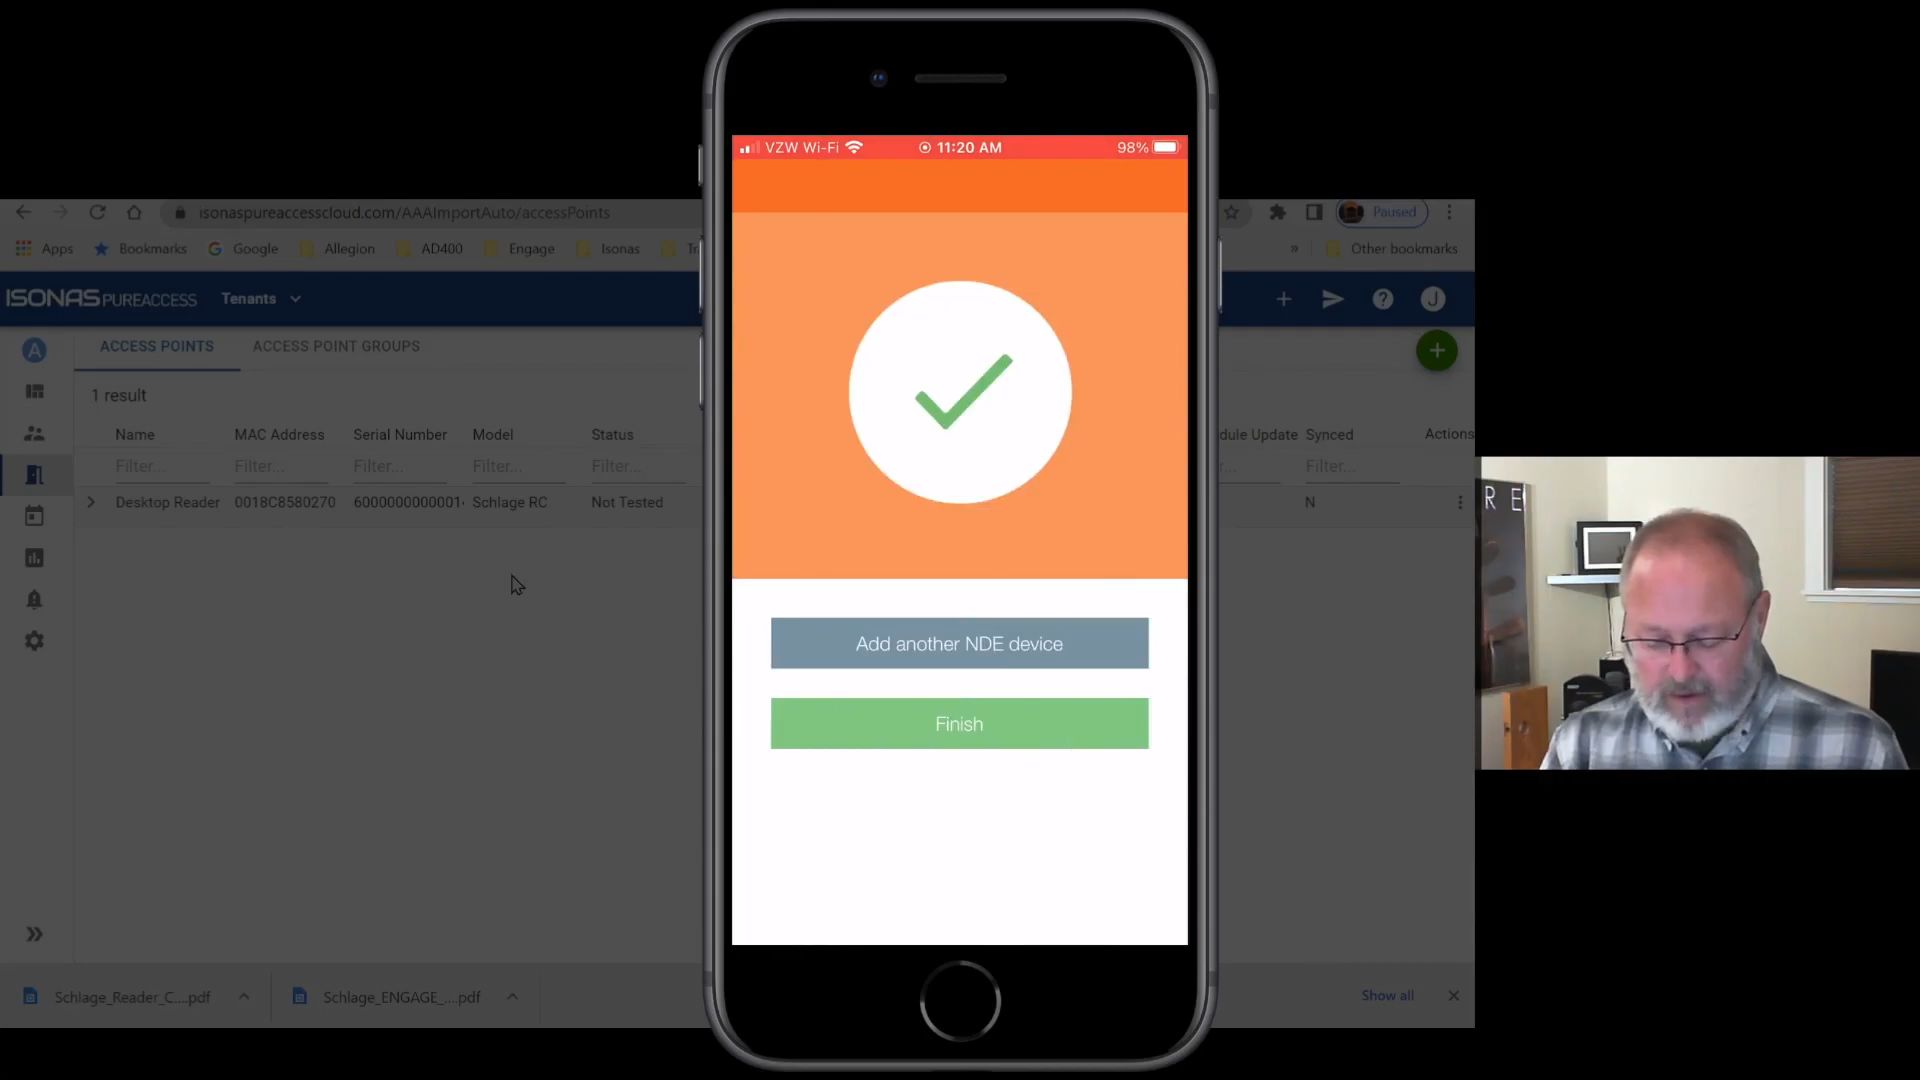 VZW Wi-Fi 11:20 AM 98%
isonaspureaccesscloud.com/AAAImportAuto/accessPoints Paused
Apps Bookmarks Google Allegion AD400 Engage Isonas » Other bookmarks
ISONAS PUREACCESS Tenants ? J
A ACCESS POINTS ACCESS POINT GROUPS
1 result
Name MAC Address Serial Number Model Status dule Update Synced Actions
Filter... Filter... Filter... Filter... Filter... Filter...
Desktop Reader 0018C8580270 6000000000001 Schlage RC Not Tested N
R E
Add another NDE device
Finish
Schlage_Reader_C....pdf Schlage_ENGAGE_....pdf Show all